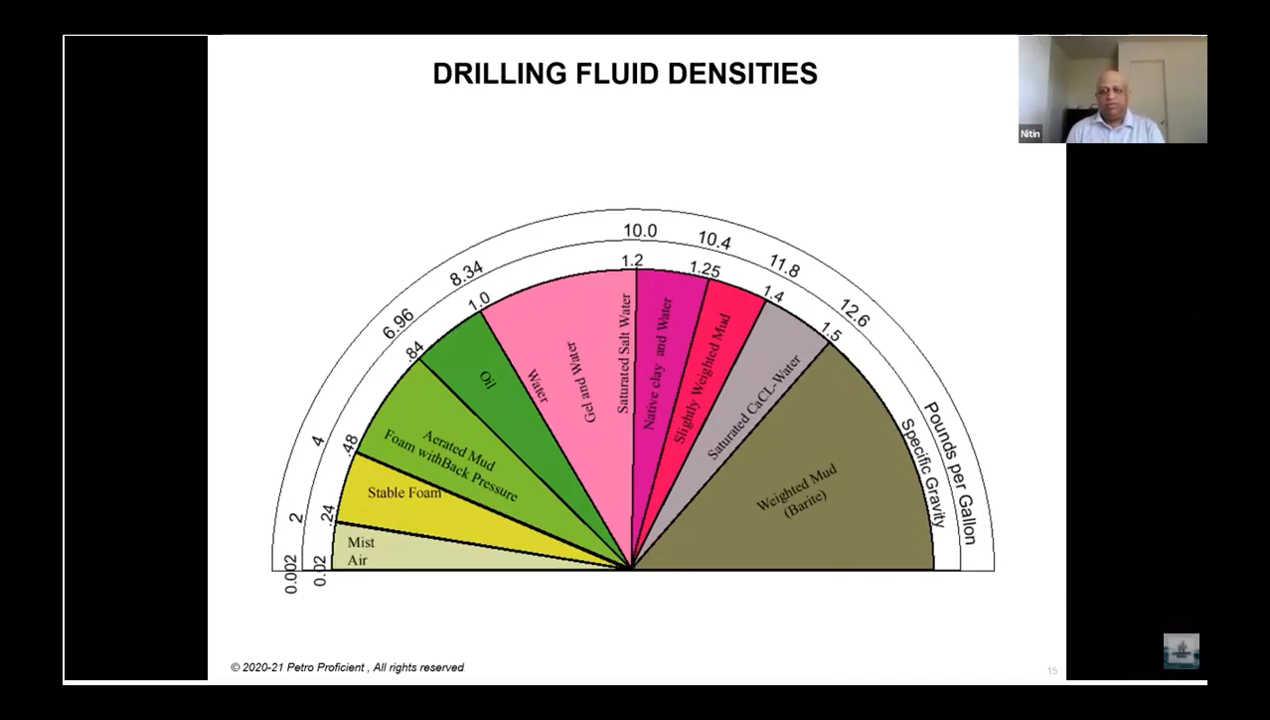 DRILLING FLUID DENSITIES
Nitin
10.0
10.4
11.8
12.6
8.34
6.96
4
2
0.002
1.2
1.25
1.4
1.5
1.0
.84
.48
.24
0.02
Pounds per Gallon
Specific Gravity
Mist
Air
Stable Foam
Aerated Mud
Foam withBack Pressure
Oil
Water
Gel and Water
Saturated Salt Water
Native clay and Water
Slightly Weighted Mud
Saturated CaCL-Water
Weighted Mud
(Barite)
© 2020-21 Petro Proficient , All rights reserved
15